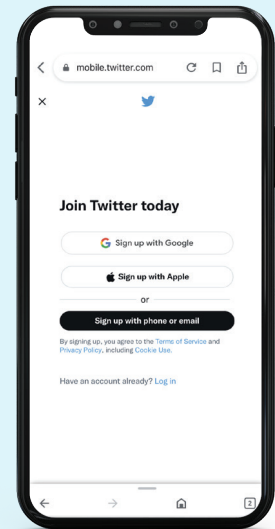 mobile.twitter.com
Join Twitter today
Sign up with Google
Sign up with Apple
or
Sign up with phone or email
By signing up, you agree to the Terms of Service and
Privacy Policy, including Cookie Use.
Have an account already? Log in
2